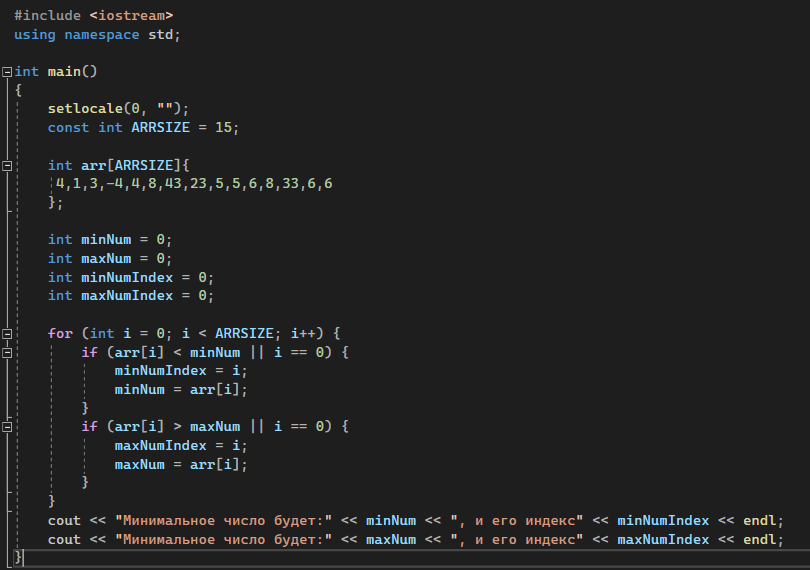 #include <iostream>
using namespace std;
int main()
{
setlocale(0, "");
const int ARRSIZE = 15;
int arr[ARRSIZE]{
4,1,3,-4,4,8,43,23,5,5,6,8,33,6,6
};
int minNum = 0;
int maxNum = 0;
int minNumIndex = 0;
int maxNumIndex = 0;
for (int i = 0; i < ARRSIZE; i++) {
if (arr[i] < minNum || i == 0) {
minNumIndex = i;
minNum = arr[i];
}
if (arr[i] > maxNum || i == 0) {
maxNumIndex = i;
maxNum = arr[i];
}
}
cout << "Минимальное число будет:" << minNum << ", и его индекс" << minNumIndex << endl;
cout << "Минимальное число будет:" << maxNum << ", и его индекс" << maxNumIndex << endl;
}